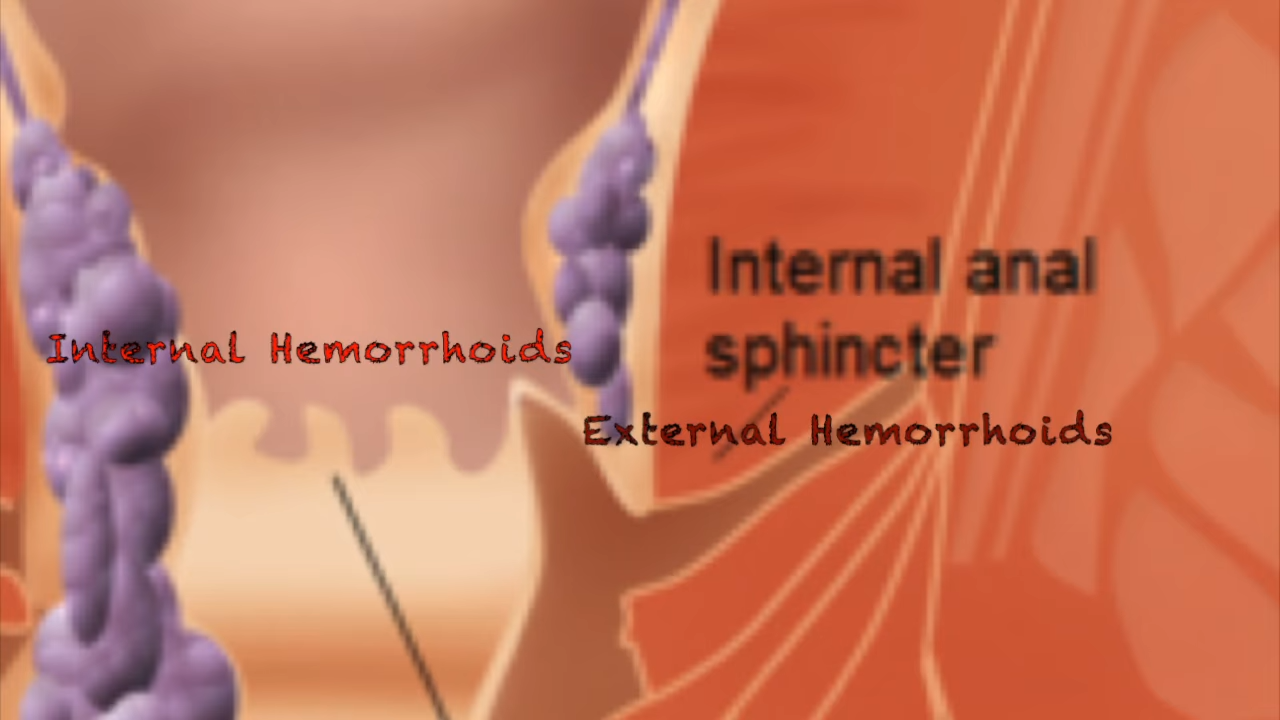 Internal anal
sphincter
Internal Hemorrhoids
External Hemorrhoids